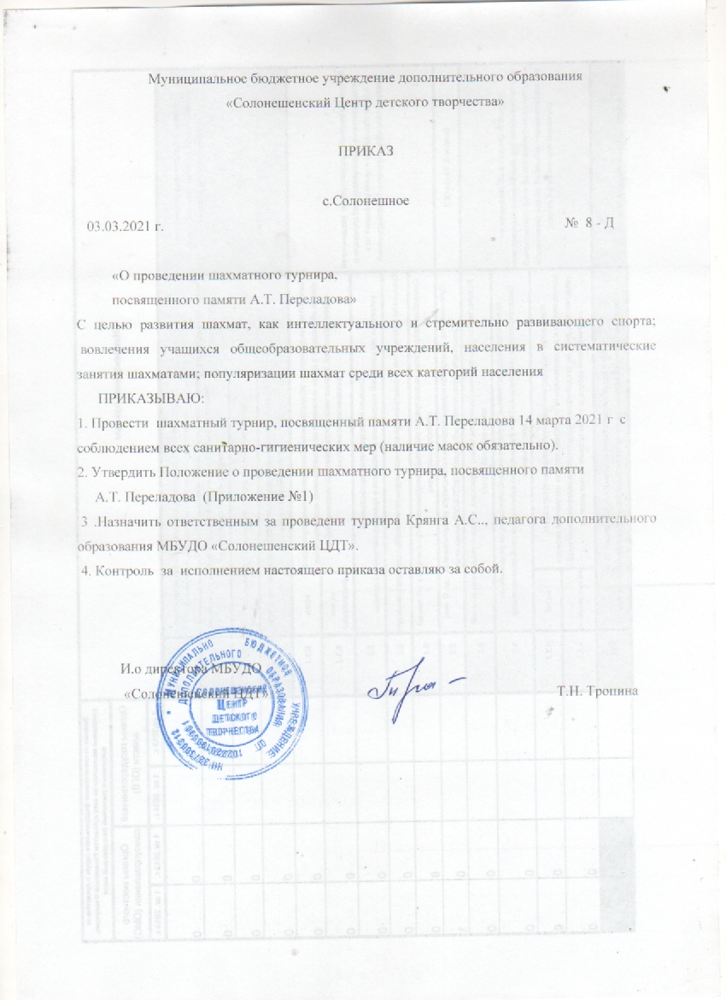 Муниципальное бюджетное учреждение дополнительного образования
«Солонешенский Центр детского творчества»
ПРИКАЗ
с.Солонешное
03.03.2021 г.
№ 8 - Д
«О проведении шахматного турнира,
посвященного памяти А.Т. Переладова»
С целью развития шахмат, как интеллектуального и стремительно развивающего спорта;
вовлечения учащихся общеобразовательных учреждений, населения в систематические
занятия шахматами; популяризации шахмат среди всех категорий населения
ПРИКАЗЫВАЮ:
1. Провести шахматный турнир, посвященный памяти А.Т. Переладова 14 марта 2021 г с
соблюдением всех санитарно-гигиенических мер (наличие масок обязательно).
2. Утвердить Положение о проведении шахматного турнира, посвященного памяти
А.Т. Переладова (Приложение №1)
3 .Назначить ответственным за проведени турнира Крянга А.С.., педагога дополнительного
образования МБУДО «Солонешенский ЦДТ».
4. Контроль за исполнением настоящего приказа оставляю за собой.
И.о директора МБУДО
«Солонешенский ЦДТ»
Т.Н. Тропина
МУНИЦИПАЛЬНО БЮДЖЕТНОЕ УЧРЕЖДЕНИЕ
ДОПОЛНИТЕЛЬНОГО ОБРАЗОВАНИЯ
СОЛОНЕШЕНСКИЙ
ЦЕНТР
ДЕТСКОГО
ТВОРЧЕСТВА